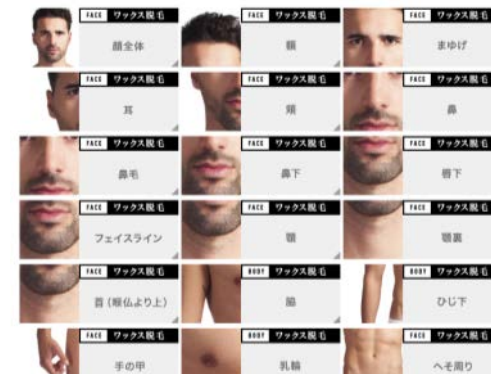 FACE ワックス脱毛
顔全体
FACE ワックス脱毛
額
FACE ワックス脱毛
まゆげ
FACE ワックス脱毛
耳
FACE ワックス脱毛
頬
FACE ワックス脱毛
鼻
FACE ワックス脱毛
鼻毛
FACE ワックス脱毛
鼻下
FACE ワックス脱毛
唇下
FACE ワックス脱毛
フェイスライン
FACE ワックス脱毛
顎
FACE ワックス脱毛
顎裏
FACE ワックス脱毛
首(喉仏より上)
BODY ワックス脱毛
脇
BODY ワックス脱毛
ひじ下
FACE ワックス脱毛
手の甲
BODY ワックス脱毛
乳輪
FACE ワックス脱毛
へそ周り